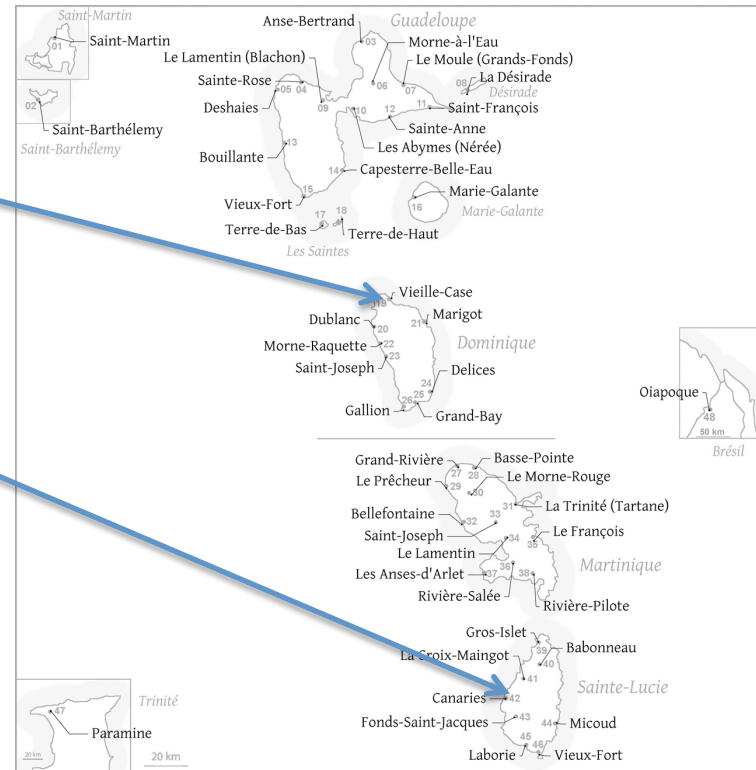 Saint-Martin
01
Saint-Martin
02
Saint-Barthélemy
Saint-Barthélemy
Guadeloupe
Anse-Bertrand
03
Morne-à-l'Eau
Le Lamentin (Blachon)
Le Moule (Grands-Fonds)
Sainte-Rose
La Désirade
08
Désirade
05 04
06
07
Deshaies
09
10
12
11
Saint-François
Sainte-Anne
Les Abymes (Nérée)
13
Bouillante
14
Capesterre-Belle-Eau
15
Vieux-Fort
Marie-Galante
16
Marie-Galante
17
18
Terre-de-Bas
Terre-de-Haut
Les Saintes
Vieille-Case
19
Dublanc
20
21
Marigot
Morne-Raquette
22
Dominique
Saint-Joseph
23
Delices
24
25
26
Gallion
Grand-Bay
Oiapoque
48
50 km
Brésil
Grand-Rivière
Basse-Pointe
27
28
Le Prêcheur
29
30
Le Morne-Rouge
31
La Trinité (Tartane)
Bellefontaine
32
33
Saint-Joseph
Le François
34
35
Le Lamentin
Martinique
Les Anses-d'Arlet
37
36
38
Rivière-Salée
Rivière-Pilote
Gros-Islet
39
Babonneau
40
La Croix-Maingot
41
Sainte-Lucie
Canaries
42
Fonds-Saint-Jacques
43
44
Micoud
45
46
Laborie
Vieux-Fort
Trinité
47
Paramine
20 km
20 km